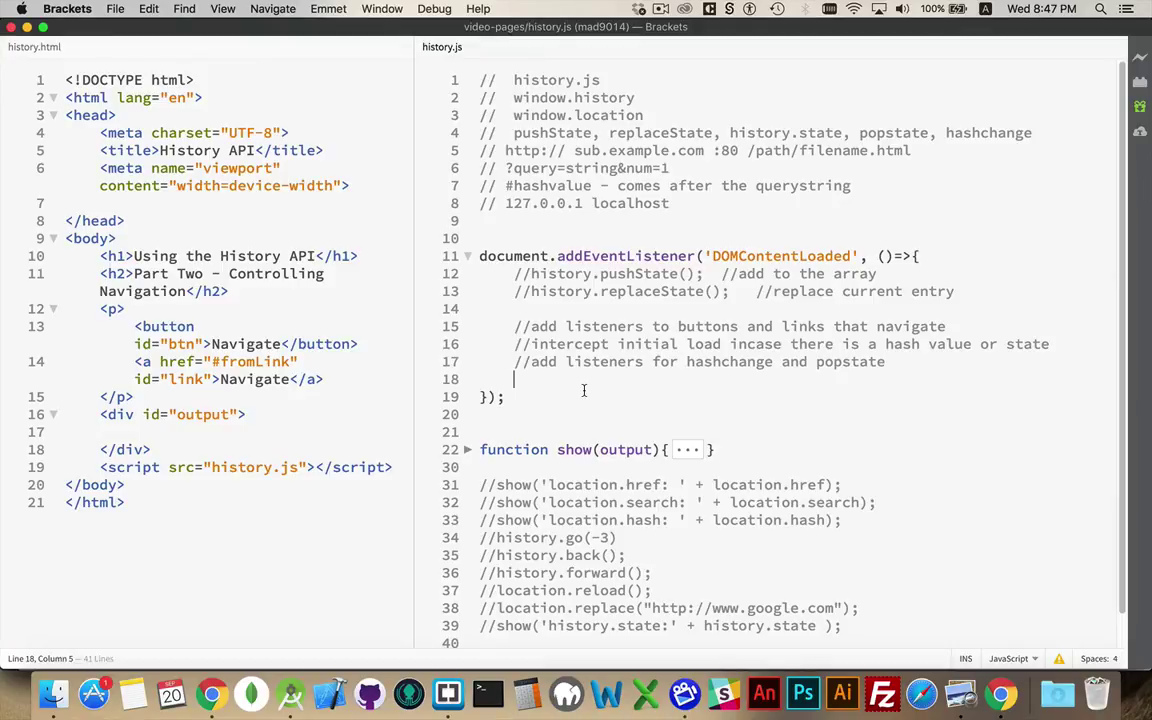 Brackets File Edit Find View Navigate Emmet Window Debug Help 100% A Wed 8:47 PM
video-pages/history.js (mad9014) — Brackets
history.html
1 <!DOCTYPE html>
2 <html lang="en">
3 <head>
4 <meta charset="UTF-8">
5 <title>History API</title>
6 <meta name="viewport"
content="width=device-width">
7
8 </head>
9 <body>
10 <h1>Using the History API</h1>
11 <h2>Part Two - Controlling
Navigation</h2>
12 <p>
13 <button
id="btn">Navigate</button>
14 <a href="#fromLink"
id="link">Navigate</a>
15 </p>
16 <div id="output">
17
18 </div>
19 <script src="history.js"></script>
20 </body>
21 </html>
history.js
1 // history.js
2 // window.history
3 // window.location
4 // pushState, replaceState, history.state, popstate, hashchange
5 // http:// sub.example.com :80 /path/filename.html
6 // ?query=string&num=1
7 // #hashvalue - comes after the querystring
8 // 127.0.0.1 localhost
9
10
11 document.addEventListener('DOMContentLoaded', ()=>{
12 //history.pushState(); //add to the array
13 //history.replaceState(); //replace current entry
14
15 //add listeners to buttons and links that navigate
16 //intercept initial load incase there is a hash value or state
17 //add listeners for hashchange and popstate
18
19 });
20
21
22 function show(output){ ... }
30
31 //show('location.href: ' + location.href);
32 //show('location.search: ' + location.search);
33 //show('location.hash: ' + location.hash);
34 //history.go(-3)
35 //history.back();
36 //history.forward();
37 //location.reload();
38 //location.replace("http://www.google.com");
39 //show('history.state:' + history.state );
40
Line 18, Column 5 — 41 Lines
INS JavaScript Spaces: 4
1
SEP
20
An Ps Ai Fz